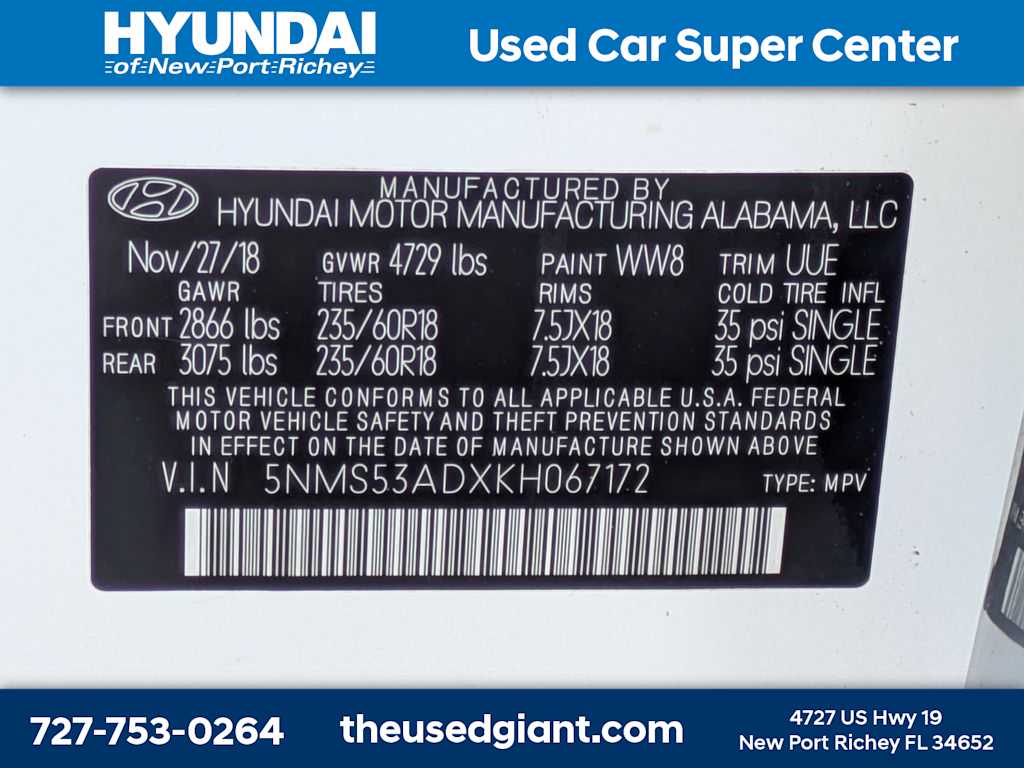 HYUNDAI
of New Port Richey
Used Car Super Center
MANUFACTURED BY
HYUNDAI MOTOR MANUFACTURING ALABAMA, LLC
Nov/27/18 GVWR 4729 lbs PAINT WW8 TRIM UUE
GAWR TIRES RIMS COLD TIRE INFL
FRONT 2866 lbs 235/60R18 7.5JX18 35 psi SINGLE
REAR 3075 lbs 235/60R18 7.5JX18 35 psi SINGLE
THIS VEHICLE CONFORMS TO ALL APPLICABLE U.S.A. FEDERAL
MOTOR VEHICLE SAFETY AND THEFT PREVENTION STANDARDS
IN EFFECT ON THE DATE OF MANUFACTURE SHOWN ABOVE
V.I.N 5NMS53ADXKH067172 TYPE: MPV
727-753-0264
theusedgiant.com
4727 US Hwy 19
New Port Richey FL 34652